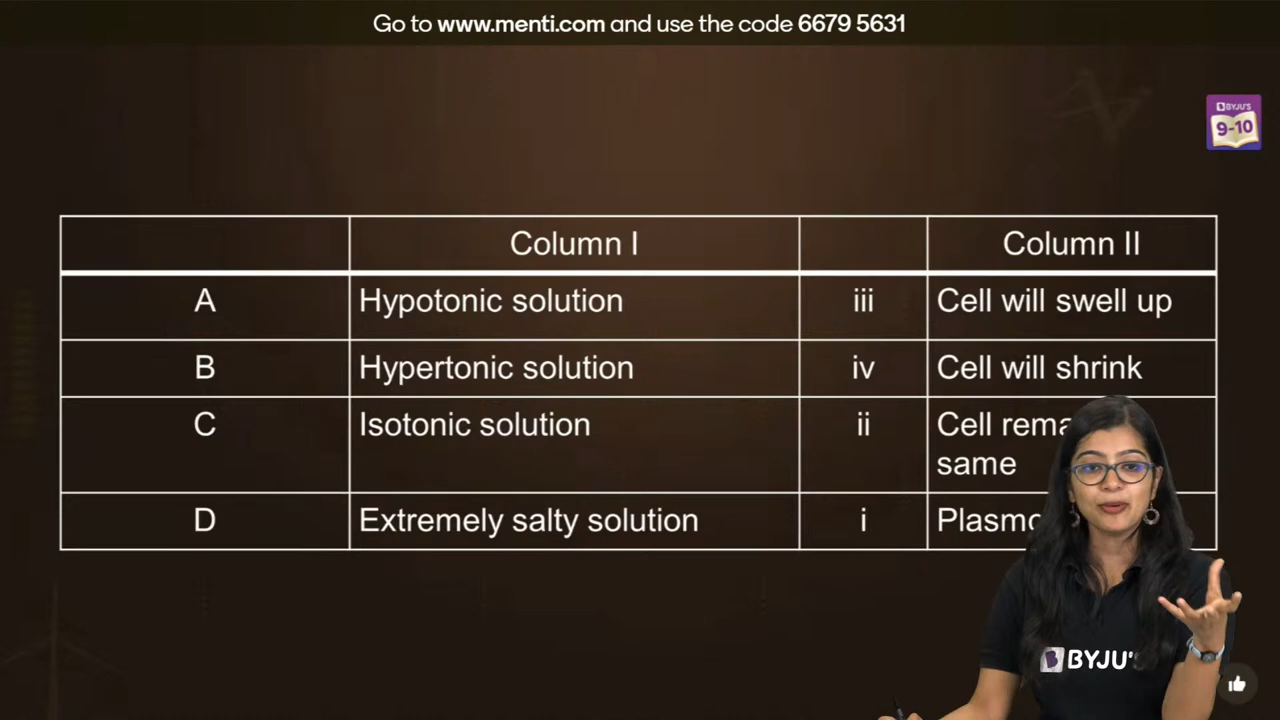 Go to www.menti.com and use the code 6679 5631
BYJU'S
9-10
Column I Column II
A Hypotonic solution iii Cell will swell up
B Hypertonic solution iv Cell will shrink
C Isotonic solution ii Cell
same
D Extremely salty solution i
BYJU'S